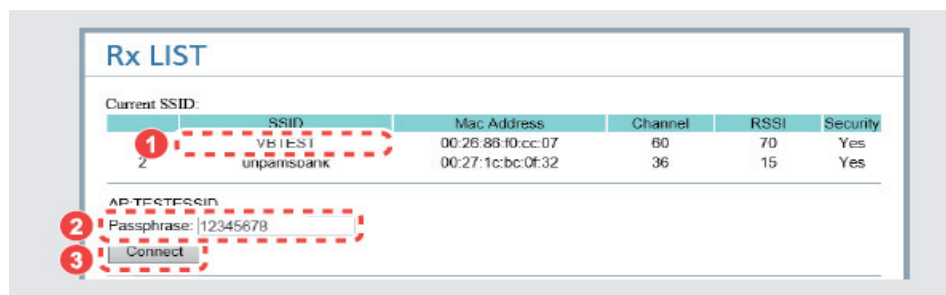 Rx LIST
Current SSID:
SSID Mac Address Channel RSSI Security
1 VBTEST 00:26:86:f0:cc:07 60 70 Yes
2 unpamsbank 00:27:1c:bc:0f:32 36 15 Yes
AP:TESTESSID
2 Passphrase: 12345678
3 Connect